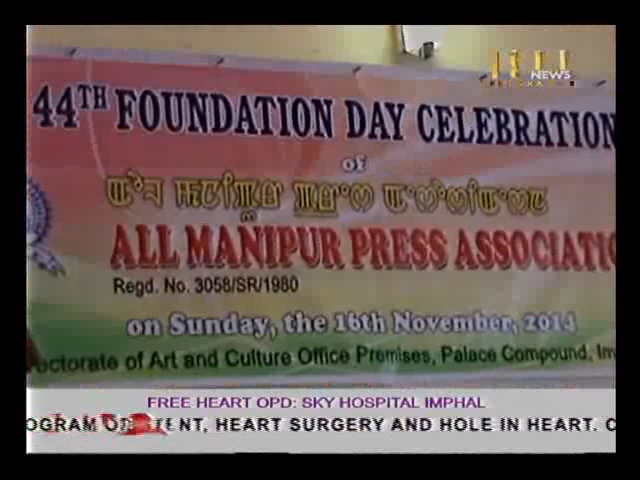 NEWS
44TH FOUNDATION DAY CELEBRATION
of
ALL MANIPUR PRESS ASSOCIATIO
Regd. No. 3058/SR/1980
on Sunday, the 16th November, 2014
ectorate of Art and Culture Office Premises, Palace Compound, Im
FREE HEART OPD: SKY HOSPITAL IMPHAL
OGRAM HEART SURGERY AND HOLE IN HEART. C